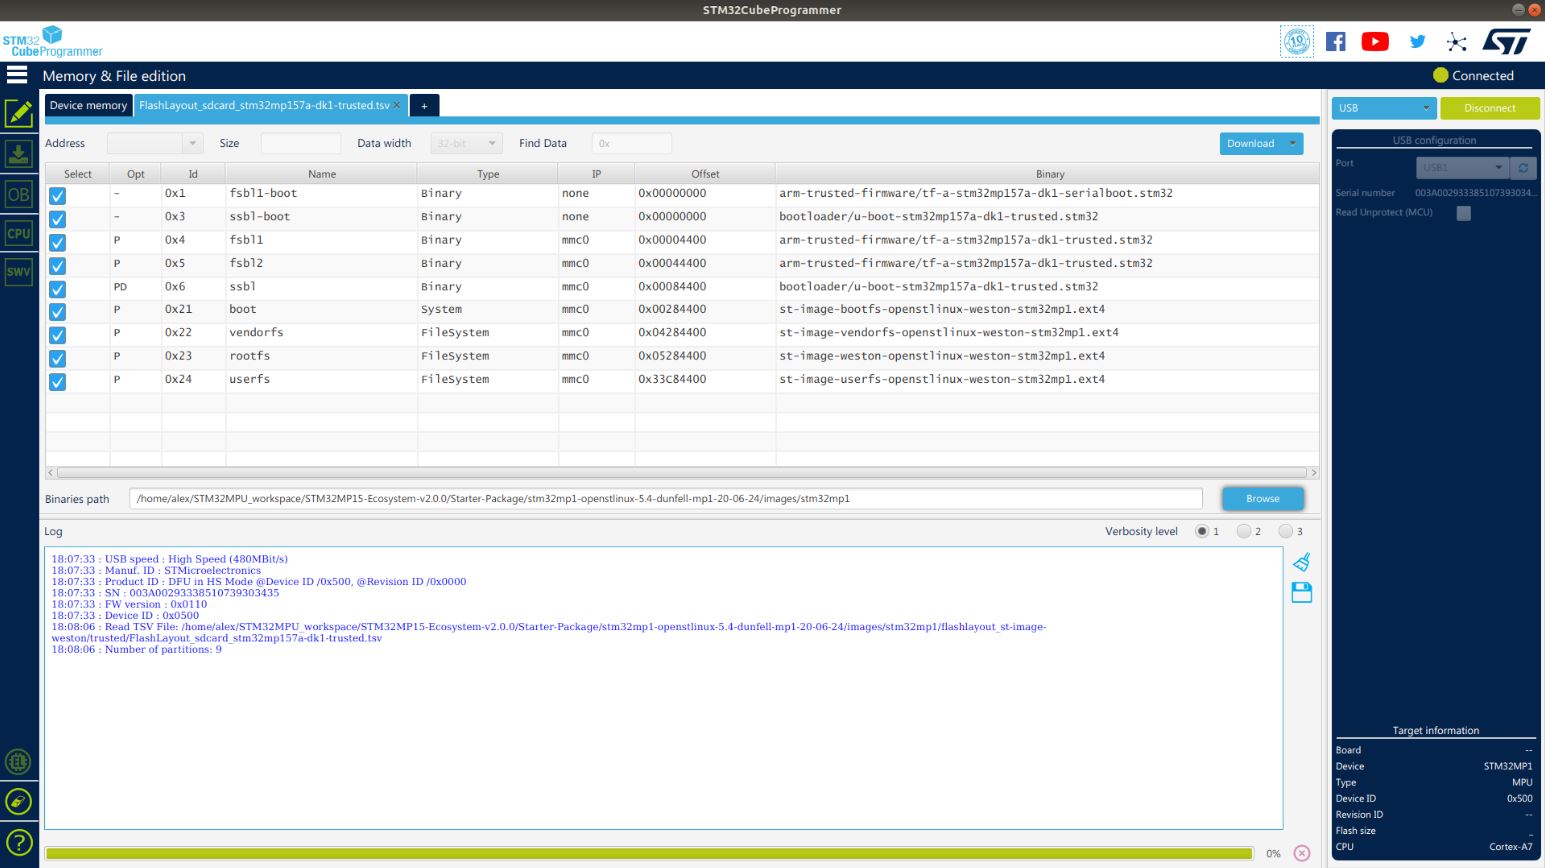 STM32CubeProgrammer
STM32
CubeProgrammer
Memory & File edition
Connected
Device memory
FlashLayout_sdcard_stm32mp157a-dk1-trusted.tsv
+
USB
Disconnect
Address
Size
Data width
32-bit
Find Data
0x
Download
USB configuration
Port
USB1
Serial number
003A002933385107393034...
Read Unprotect (MCU)
Select Opt Id Name Type IP Offset Binary
- 0x1 fsbl1-boot Binary none 0x00000000 arm-trusted-firmware/tf-a-stm32mp157a-dk1-serialboot.stm32
- 0x3 ssbl-boot Binary none 0x00000000 bootloader/u-boot-stm32mp157a-dk1-trusted.stm32
P 0x4 fsbl1 Binary mmc0 0x00004400 arm-trusted-firmware/tf-a-stm32mp157a-dk1-trusted.stm32
P 0x5 fsbl2 Binary mmc0 0x00044400 arm-trusted-firmware/tf-a-stm32mp157a-dk1-trusted.stm32
PD 0x6 ssbl Binary mmc0 0x00084400 bootloader/u-boot-stm32mp157a-dk1-trusted.stm32
P 0x21 boot System mmc0 0x00284400 st-image-bootfs-openstlinux-weston-stm32mp1.ext4
P 0x22 vendorfs FileSystem mmc0 0x04284400 st-image-vendorfs-openstlinux-weston-stm32mp1.ext4
P 0x23 rootfs FileSystem mmc0 0x05284400 st-image-weston-openstlinux-weston-stm32mp1.ext4
P 0x24 userfs FileSystem mmc0 0x33C84400 st-image-userfs-openstlinux-weston-stm32mp1.ext4
OB
CPU
SWV
Binaries path
/home/alex/STM32MPU_workspace/STM32MP15-Ecosystem-v2.0.0/Starter-Package/stm32mp1-openstlinux-5.4-dunfell-mp1-20-06-24/images/stm32mp1
Browse
Log
Verbosity level 1 2 3
18:07:33 : USB speed : High Speed (480MBit/s)
18:07:33 : Manuf. ID : STMicroelectronics
18:07:33 : Product ID : DFU in HS Mode @Device ID /0x500, @Revision ID /0x0000
18:07:33 : SN : 003A00293338510739303435
18:07:33 : FW version : 0x0110
18:07:33 : Device ID : 0x0500
18:08:06 : Read TSV File: /home/alex/STM32MPU_workspace/STM32MP15-Ecosystem-v2.0.0/Starter-Package/stm32mp1-openstlinux-5.4-dunfell-mp1-20-06-24/images/stm32mp1/flashlayout_st-image-
weston/trusted/FlashLayout_sdcard_stm32mp157a-dk1-trusted.tsv
18:08:06 : Number of partitions: 9
Target information
Board --
Device STM32MP1
Type MPU
Device ID 0x500
Revision ID --
Flash size _
CPU Cortex-A7
0%